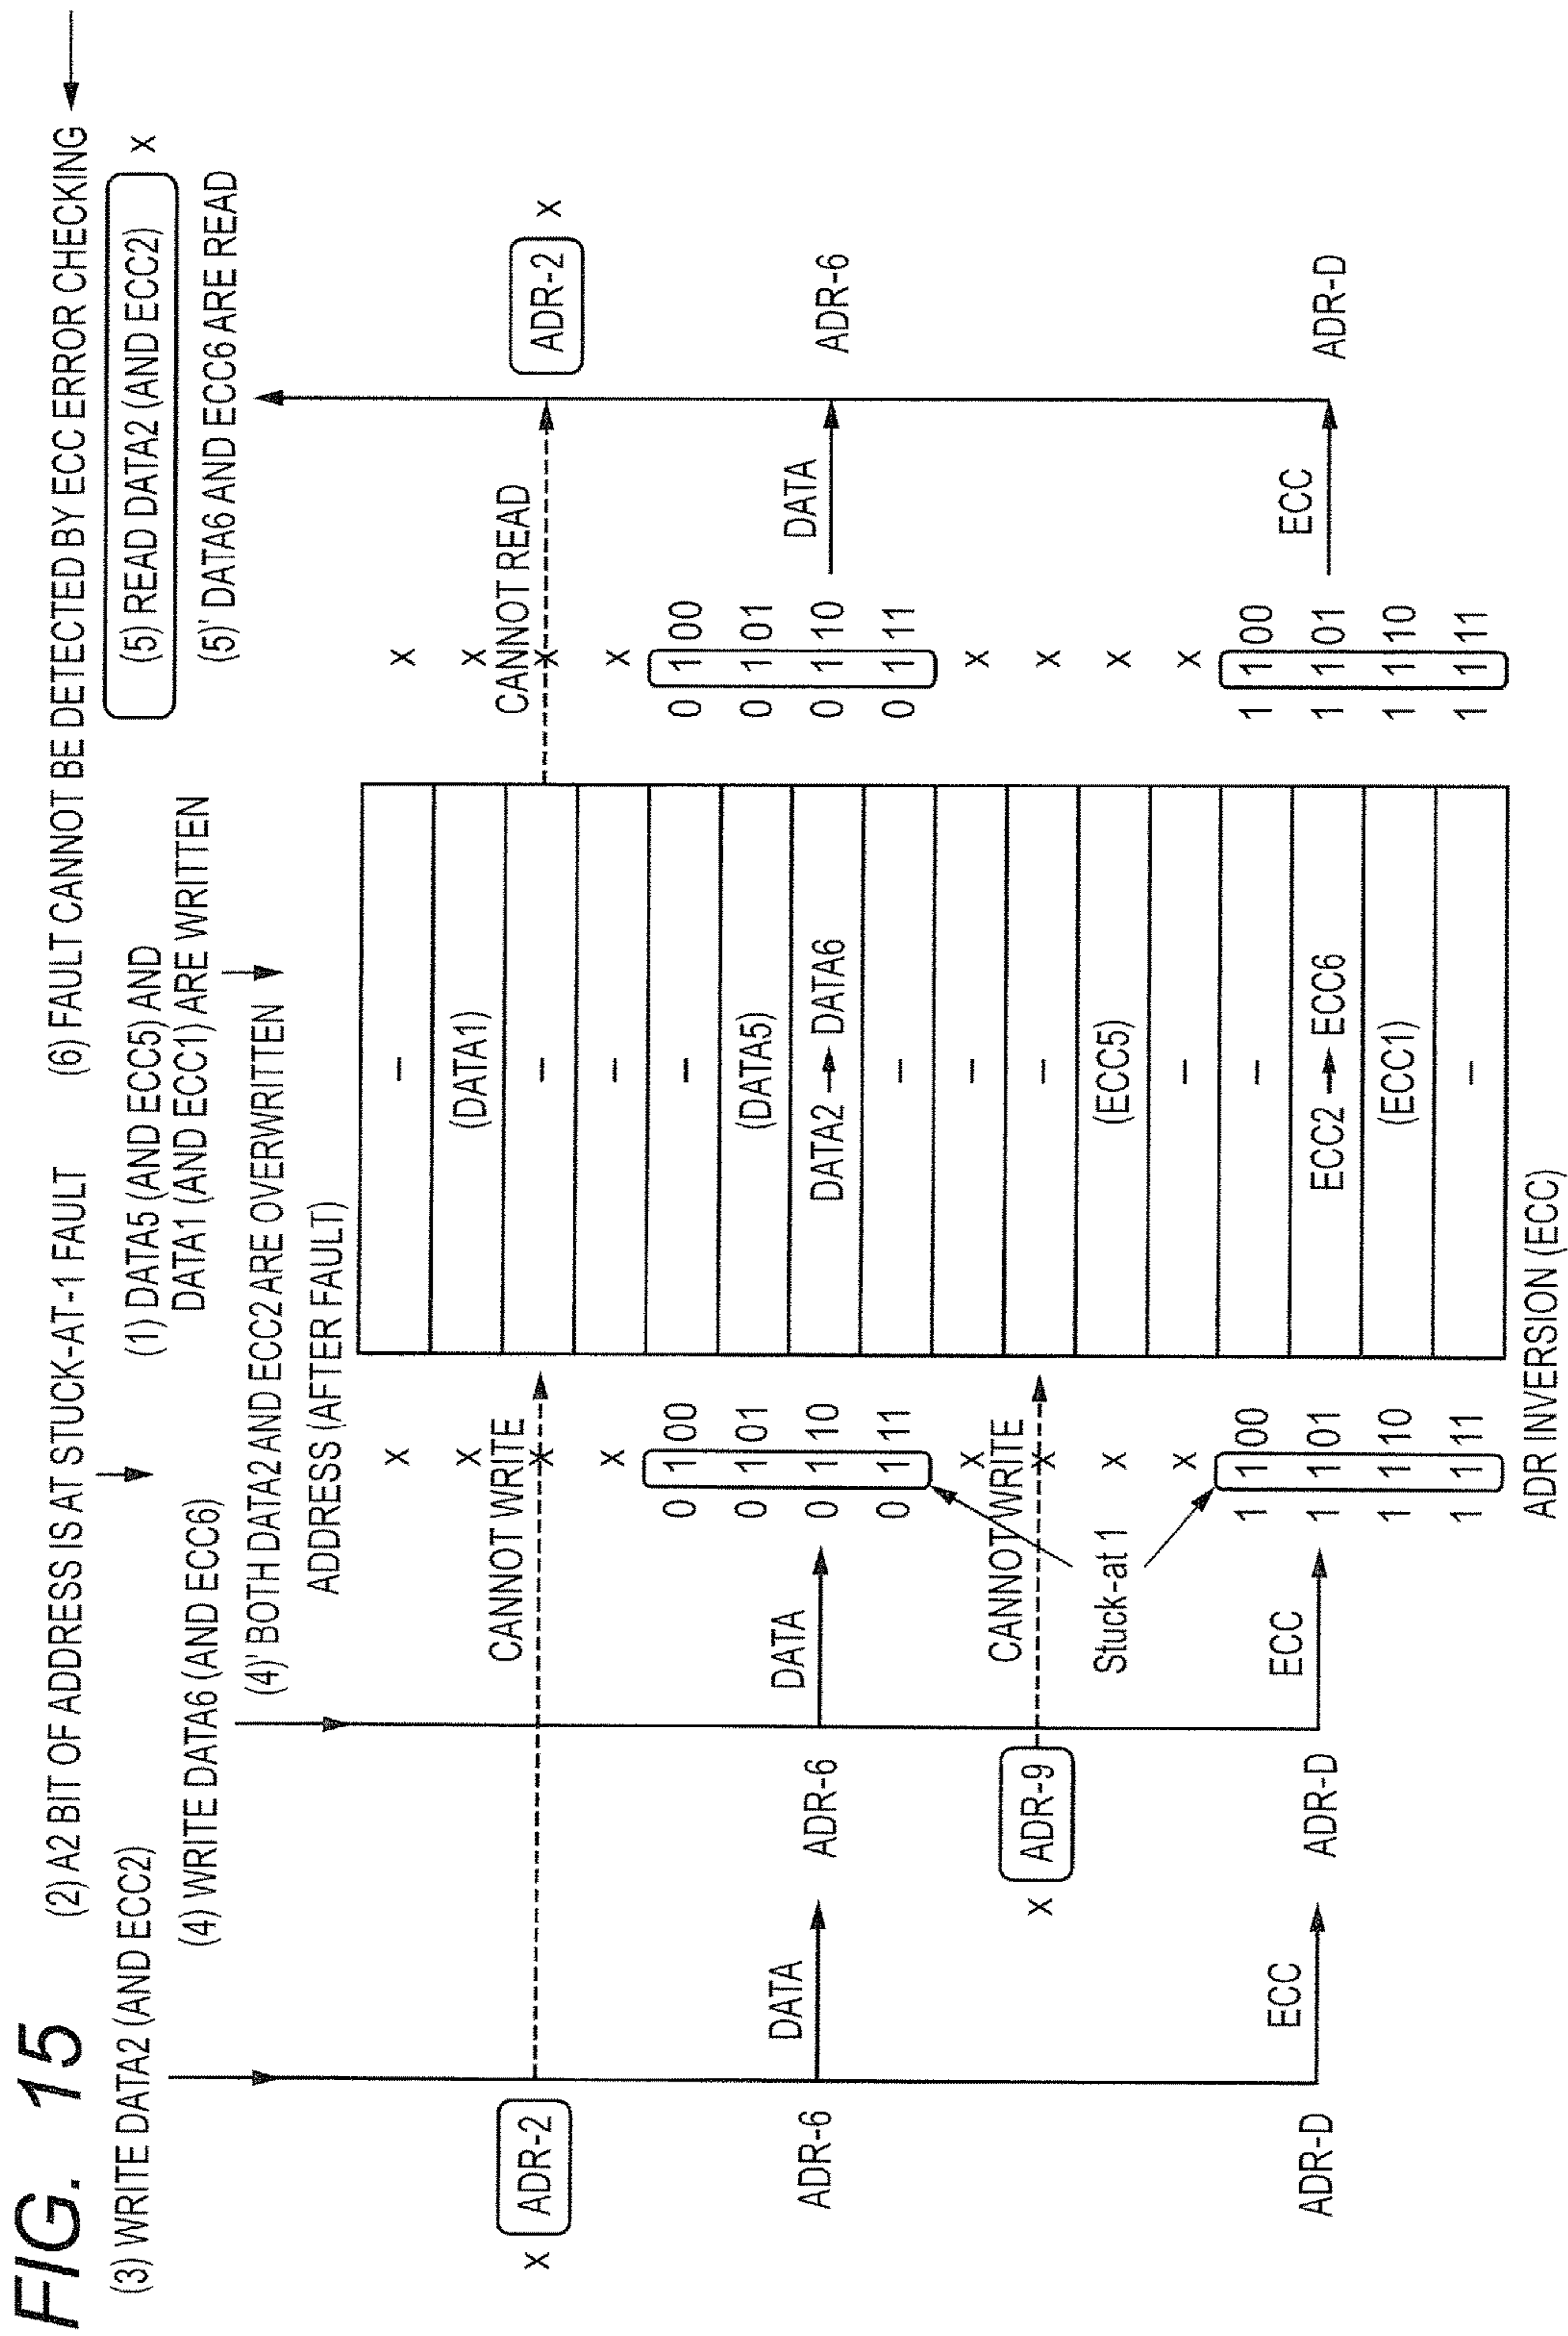 FIG. 15
(2) A2 BIT OF ADDRESS IS AT STUCK-AT-1 FAULT
(6) FAULT CANNOT BE DETECTED BY ECC ERROR CHECKING
(3) WRITE DATA2 (AND ECC2)
(1) DATA5 (AND ECC5) AND
DATA1 (AND ECC1) ARE WRITTEN
(5) READ DATA2 (AND ECC2)
x
(4) WRITE DATA6 (AND ECC6)
(5)' DATA6 AND ECC6 ARE READ
(4)' BOTH DATA2 AND ECC2 ARE OVERWRITTEN
ADDRESS (AFTER FAULT)
x – x
x (DATA1) x
x ADR-2 CANNOT WRITE x – x CANNOT READ ADR-2 x
x – x
0 1 00 – 0 1 00
0 1 01 (DATA5) 0 1 01
ADR-6 DATA ADR-6 DATA 0 1 10 DATA2 → DATA6 0 1 10 DATA ADR-6
0 1 11 – 0 1 11
x – x
x ADR-9 CANNOT WRITE x – x
x (ECC5) x
Stuck-at 1
x – x
1 1 00 – 1 1 00
ADR-D ECC ADR-D ECC 1 1 01 ECC2 → ECC6 1 1 01 ECC ADR-D
1 1 10 (ECC1) 1 1 10
1 1 11 – 1 1 11
ADR INVERSION (ECC)